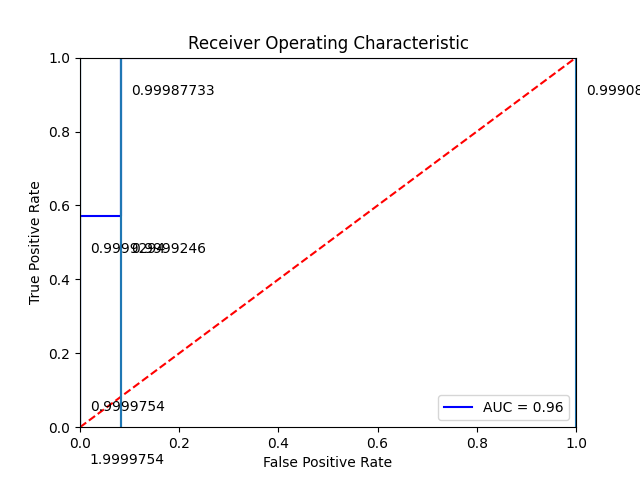 Receiver Operating Characteristic
1.0
0.99987733
0.99908
0.8
0.6
0.9999246
0.4
0.2
0.9999754
AUC = 0.96
0.0
0.0 0.2 0.4 0.6 0.8 1.0
1.9999754
False Positive Rate
True Positive Rate